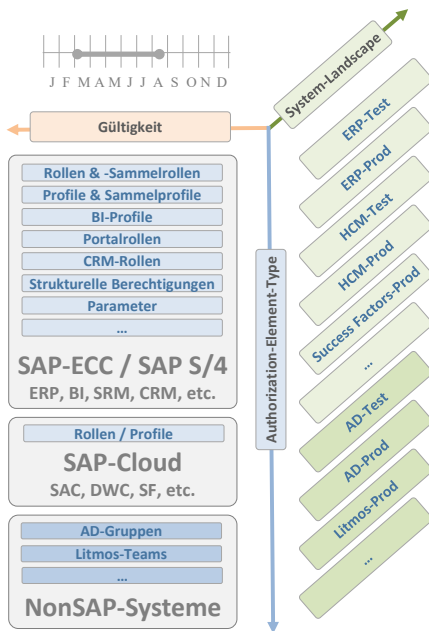 J F M A M J J A S O N D
System-Landscape
Gültigkeit
Rollen & -Sammelrollen
Profile & Sammelprofile
BI-Profile
Portalrollen
CRM-Rollen
Strukturelle Berechtigungen
Parameter
...
SAP-ECC / SAP S/4
ERP, BI, SRM, CRM, etc.
Rollen / Profile
SAP-Cloud
SAC, DWC, SF, etc.
AD-Gruppen
Litmos-Teams
...
NonSAP-Systeme
Authorization-Element-Type
ERP-Test
ERP-Prod
HCM-Test
HCM-Prod
Success Factors-Prod
...
AD-Test
AD-Prod
Litmos-Prod
...